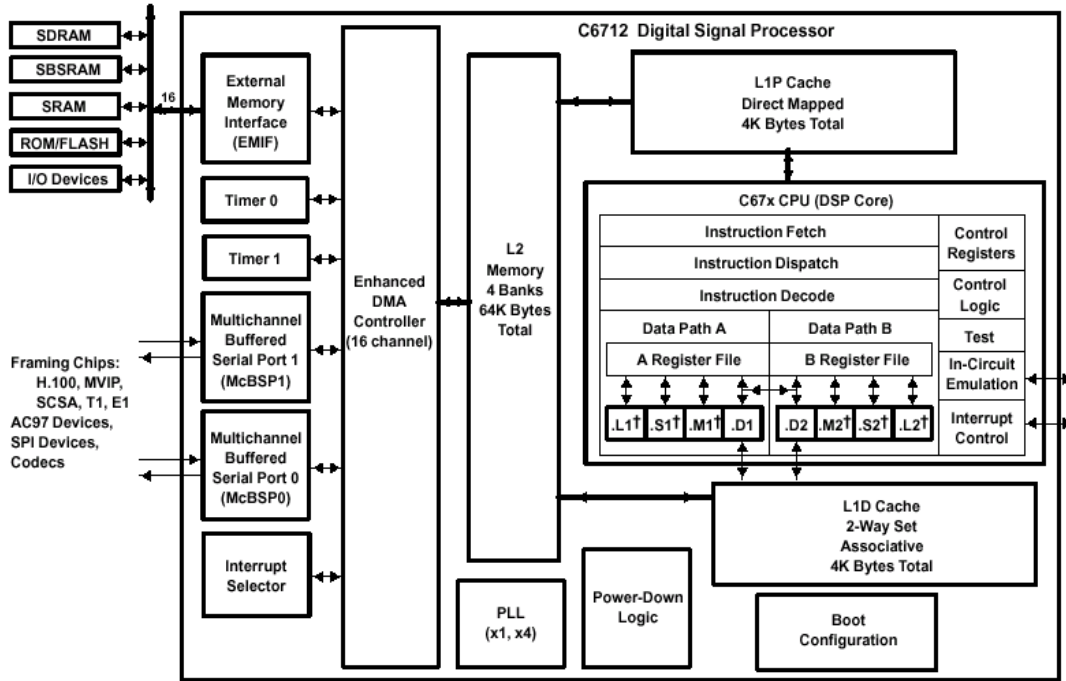 C6712 Digital Signal Processor
SDRAM
SBSRAM
SRAM
ROM/FLASH
I/O Devices
16
External
Memory
Interface
(EMIF)
Timer 0
Timer 1
Framing Chips:
H.100, MVIP,
SCSA, T1, E1
AC97 Devices,
SPI Devices,
Codecs
Multichannel
Buffered
Serial Port 1
(McBSP1)
Multichannel
Buffered
Serial Port 0
(McBSP0)
Interrupt
Selector
Enhanced
DMA
Controller
(16 channel)
L2
Memory
4 Banks
64K Bytes
Total
PLL
(x1, x4)
L1P Cache
Direct Mapped
4K Bytes Total
C67x CPU (DSP Core)
Instruction Fetch
Instruction Dispatch
Instruction Decode
Data Path A
Data Path B
A Register File
B Register File
.L1†
.S1†
.M1†
.D1
.D2
.M2†
.S2†
.L2†
Control
Registers
Control
Logic
Test
In-Circuit
Emulation
Interrupt
Control
L1D Cache
2-Way Set
Associative
4K Bytes Total
Power-Down
Logic
Boot
Configuration